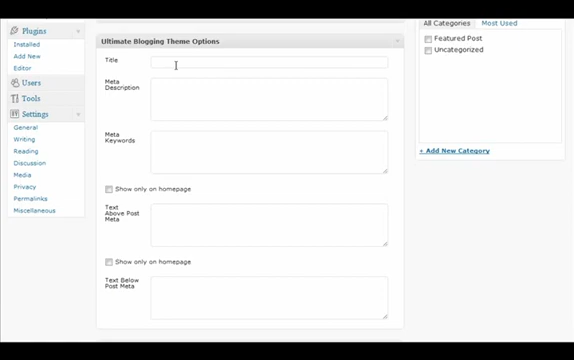 Plugins
Installed
Add New
Editor
Users
Tools
Settings
General
Writing
Reading
Discussion
Media
Privacy
Permalinks
Miscellaneous
Ultimate Blogging Theme Options
Title
Meta
Description
Meta
Keywords
Show only on homepage
Text
Above Post
Meta
Show only on homepage
Text Below
Post Meta
All Categories Most Used
Featured Post
Uncategorized
+ Add New Category